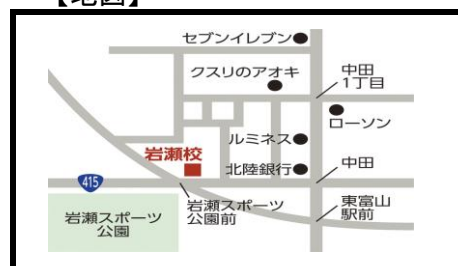 【地図】
セブンイレブン
クスリのアオキ
中田
1丁目
ローソン
ルミネス
岩瀬校
北陸銀行
中田
415
岩瀬スポーツ
公園前
東富山
駅前
岩瀬スポーツ
公園